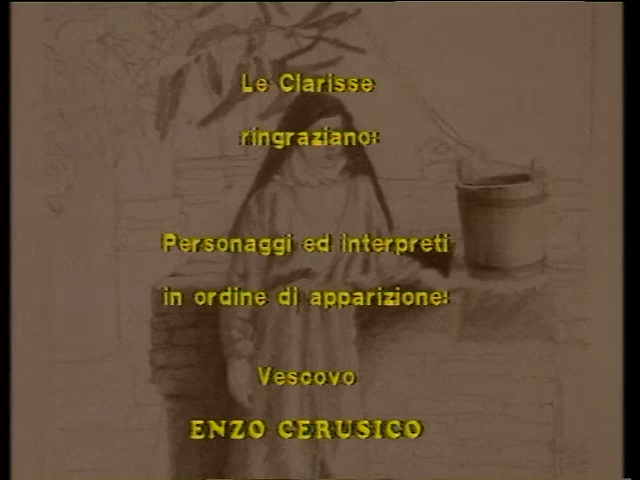 Le Clarisse
ringraziano:
Personaggi ed interpreti
in ordine di apparizione:
Vescovo
ENZO CERUSICO